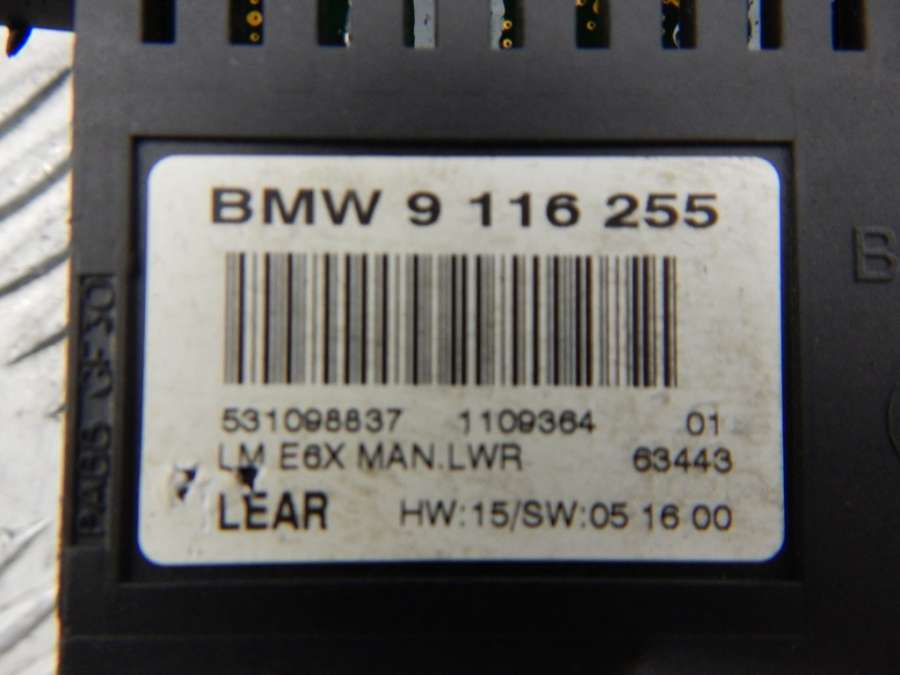 BMW 9 116 255
531098837 1109364 01
LM E6X MAN.LWR 63443
LEAR HW:15/SW:05 16 00